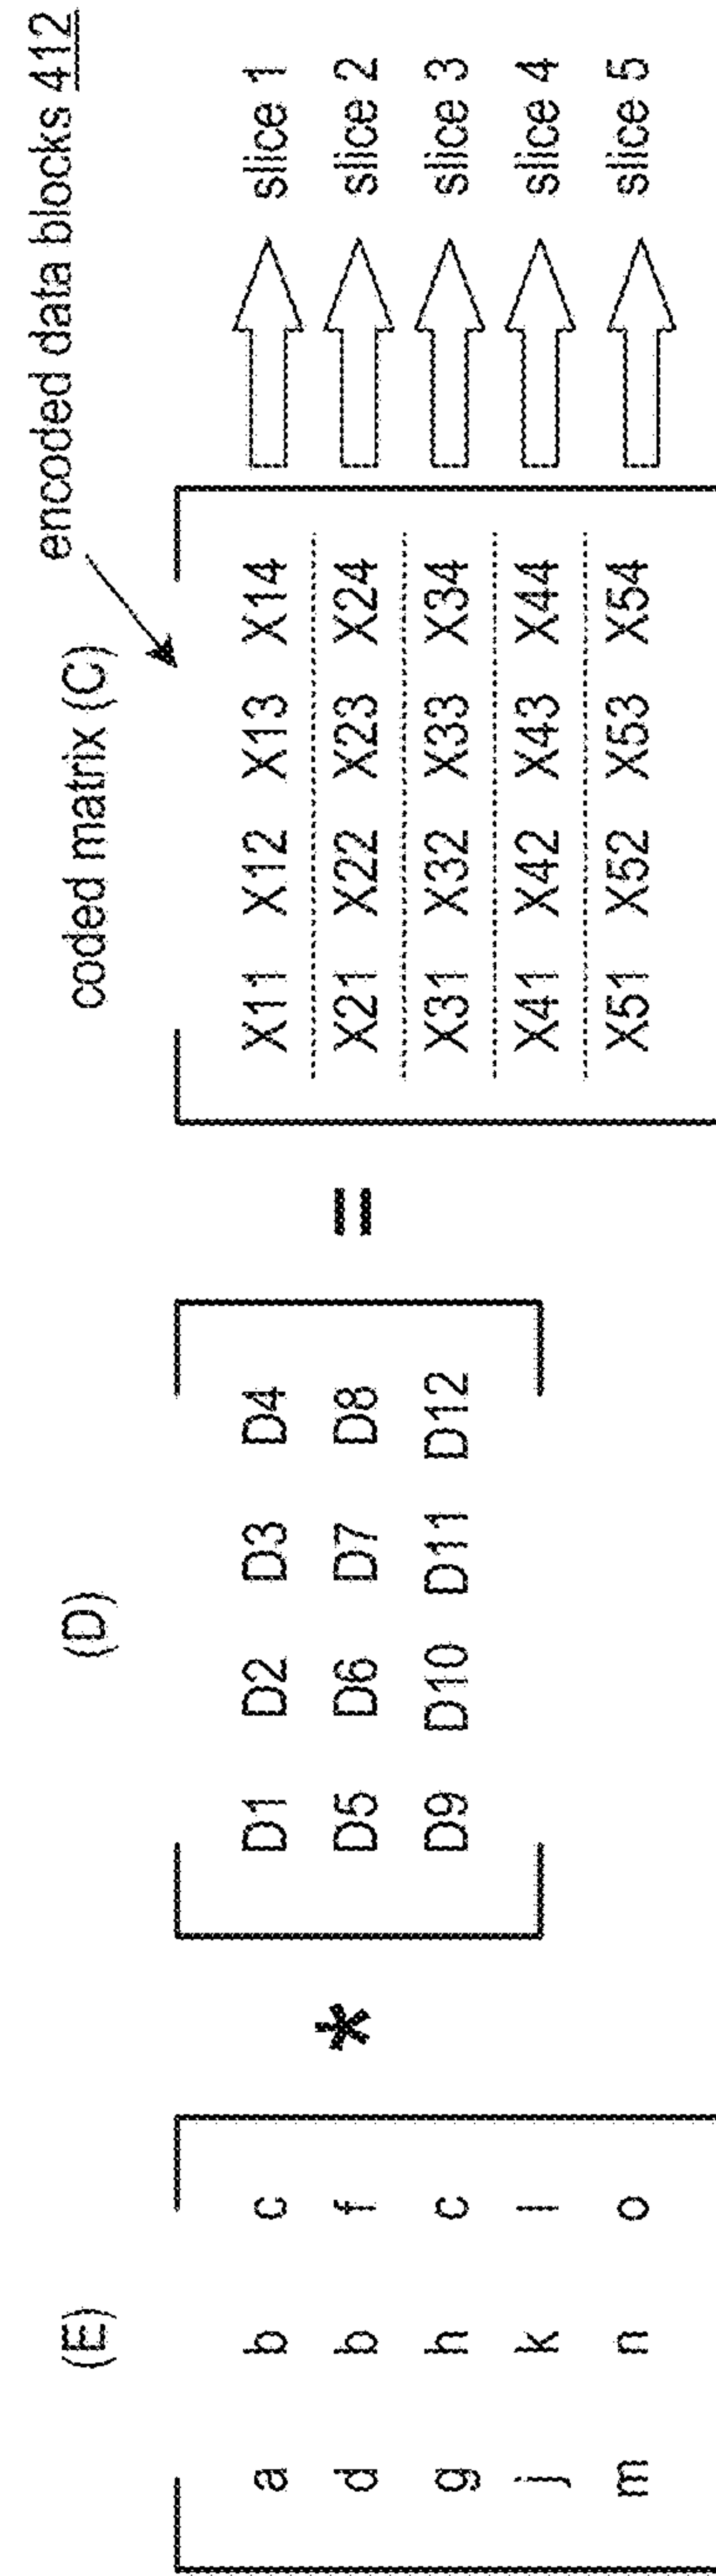 encoded data blocks 412
(E)
(D)
coded matrix (C)
a b c
d b f
g h c
j k l
m n o
*
D1 D2 D3 D4
D5 D6 D7 D8
D9 D10 D11 D12
=
X11 X12 X13 X14
X21 X22 X23 X24
X31 X32 X33 X34
X41 X42 X43 X44
X51 X52 X53 X54
slice 1
slice 2
slice 3
slice 4
slice 5